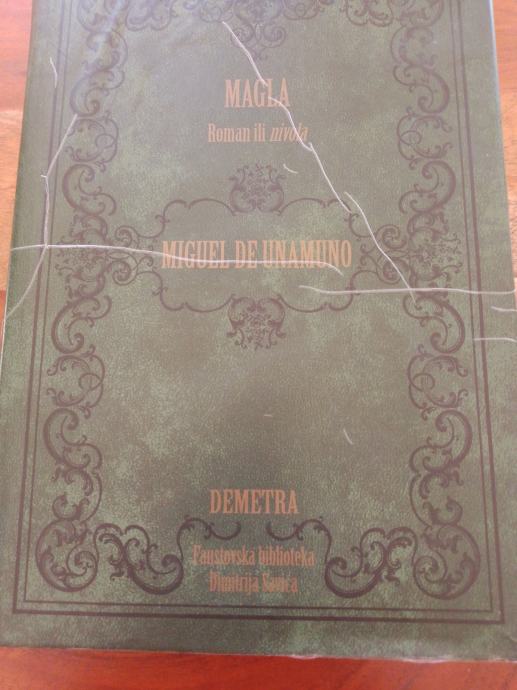 MAGLA
Roman ili nivola
MIGUEL DE UNAMUNO
DEMETRA
Faustovska biblioteka
Dimitrija Savića